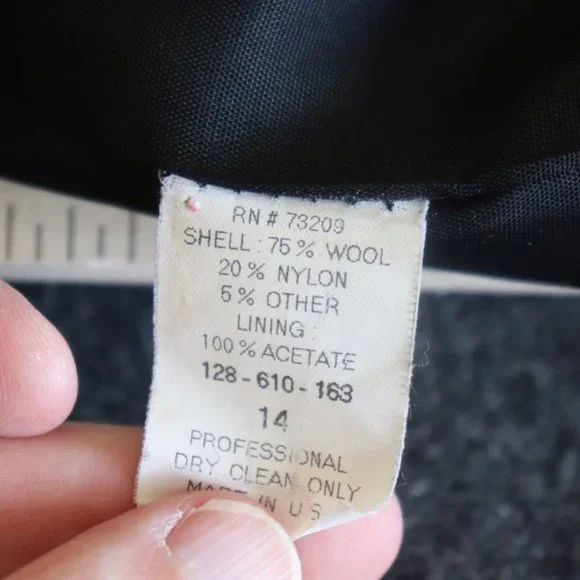 RN # 73209
SHELL : 75 % WOOL
20 % NYLON
5 % OTHER
LINING :
100 % ACETATE
128 - 610 - 163
14
PROFESSIONAL
DRY CLEAN ONLY
MADE IN U S